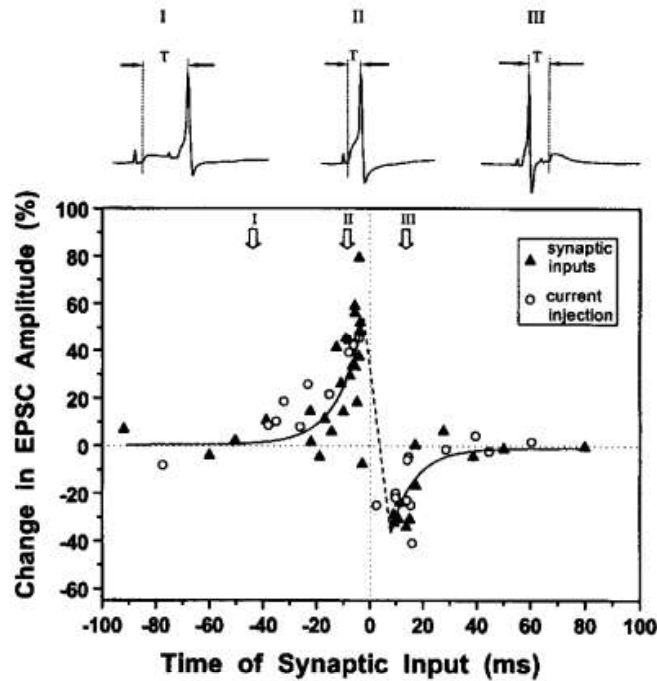 I II III
T T T
I II III
synaptic
inputs
current
injection
Change in EPSC Amplitude (%)
100
80
60
40
20
0
-20
-40
-60
-100 -80 -60 -40 -20 0 20 40 60 80 100
Time of Synaptic Input (ms)